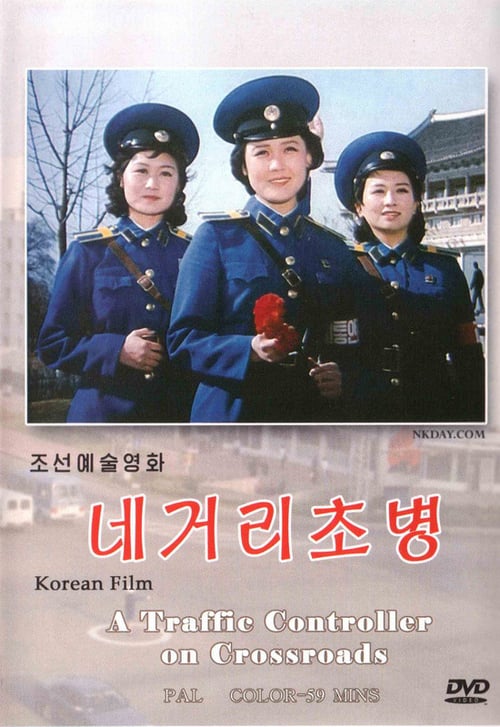 NKDAY.COM
조선예술영화
네거리초병
Korean Film
A Traffic Controller
on Crossroads
PAL COLOR-59 MINS
DVD
VIDEO